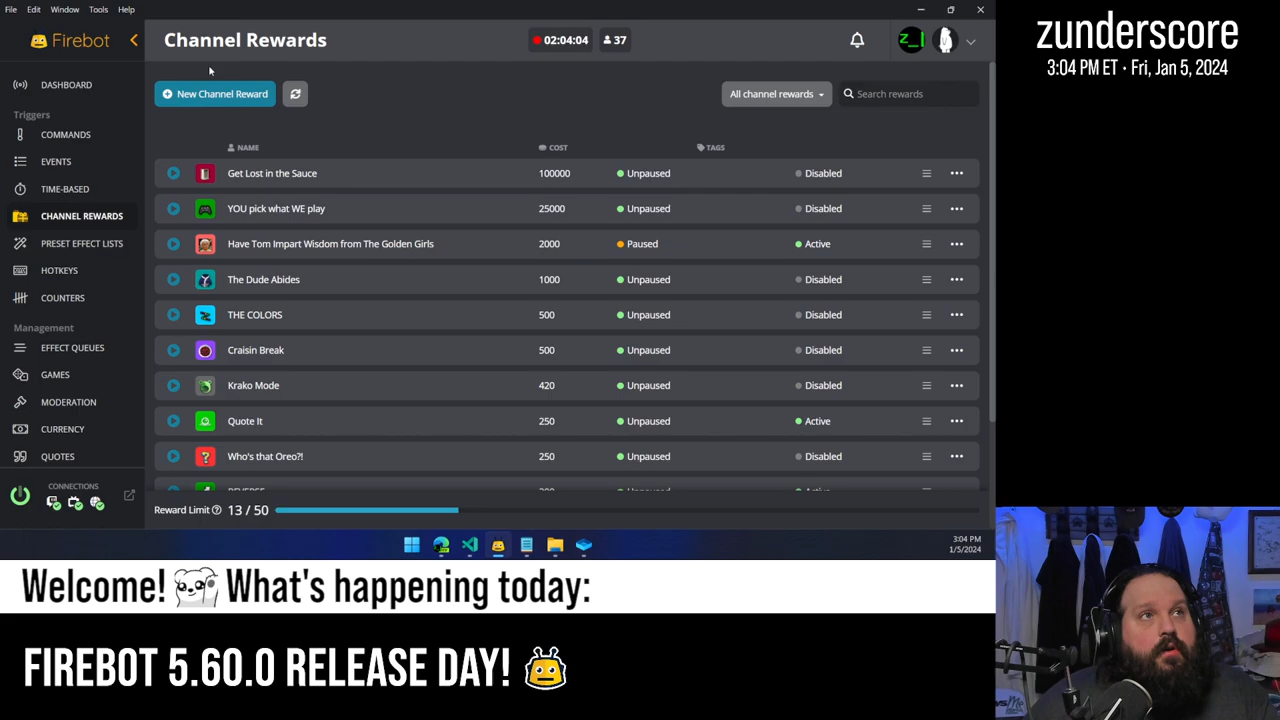 File Edit Window Tools Help
Firebot
Channel Rewards
02:04:04
37
z_|
zunderscore
3:04 PM ET • Fri, Jan 5, 2024
DASHBOARD
Triggers
COMMANDS
EVENTS
TIME-BASED
CHANNEL REWARDS
PRESET EFFECT LISTS
HOTKEYS
COUNTERS
Management
EFFECT QUEUES
GAMES
MODERATION
CURRENCY
QUOTES
CONNECTIONS
New Channel Reward
All channel rewards
Search rewards
NAME COST TAGS
Get Lost in the Sauce 100000 Unpaused Disabled
YOU pick what WE play 25000 Unpaused Disabled
Have Tom Impart Wisdom from The Golden Girls 2000 Paused Active
The Dude Abides 1000 Unpaused Disabled
THE COLORS 500 Unpaused Disabled
Craisin Break 500 Unpaused Disabled
Krako Mode 420 Unpaused Disabled
Quote It 250 Unpaused Active
Who's that Oreo?! 250 Unpaused Disabled
Reward Limit 13 / 50
3:04 PM
1/5/2024
Welcome! What's happening today:
FIREBOT 5.60.0 RELEASE DAY!